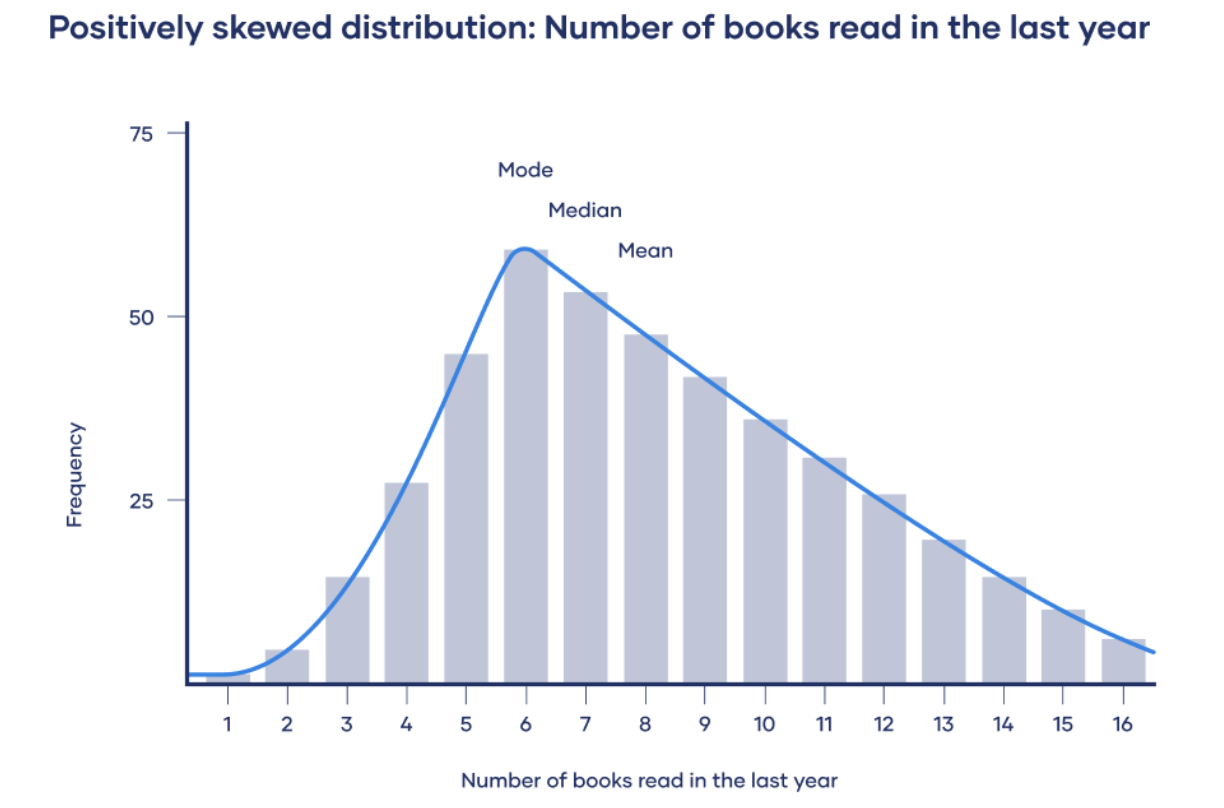 Positively skewed distribution: Number of books read in the last year
75
Mode
Median
Mean
50
25
Frequency
1 2 3 4 5 6 7 8 9 10 11 12 13 14 15 16
Number of books read in the last year